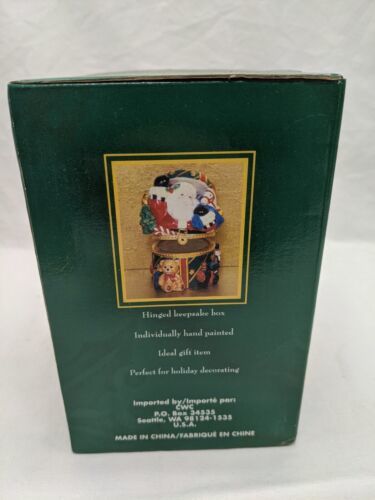 Hinged keepsake box
Individually hand painted
Ideal gift item
Perfect for holiday decorating
Imported by/Importé par:
CWC
P.O. Box 34535
Seattle, WA 98124-1535
U.S.A.
MADE IN CHINA/FABRIQUÉ EN CHINE